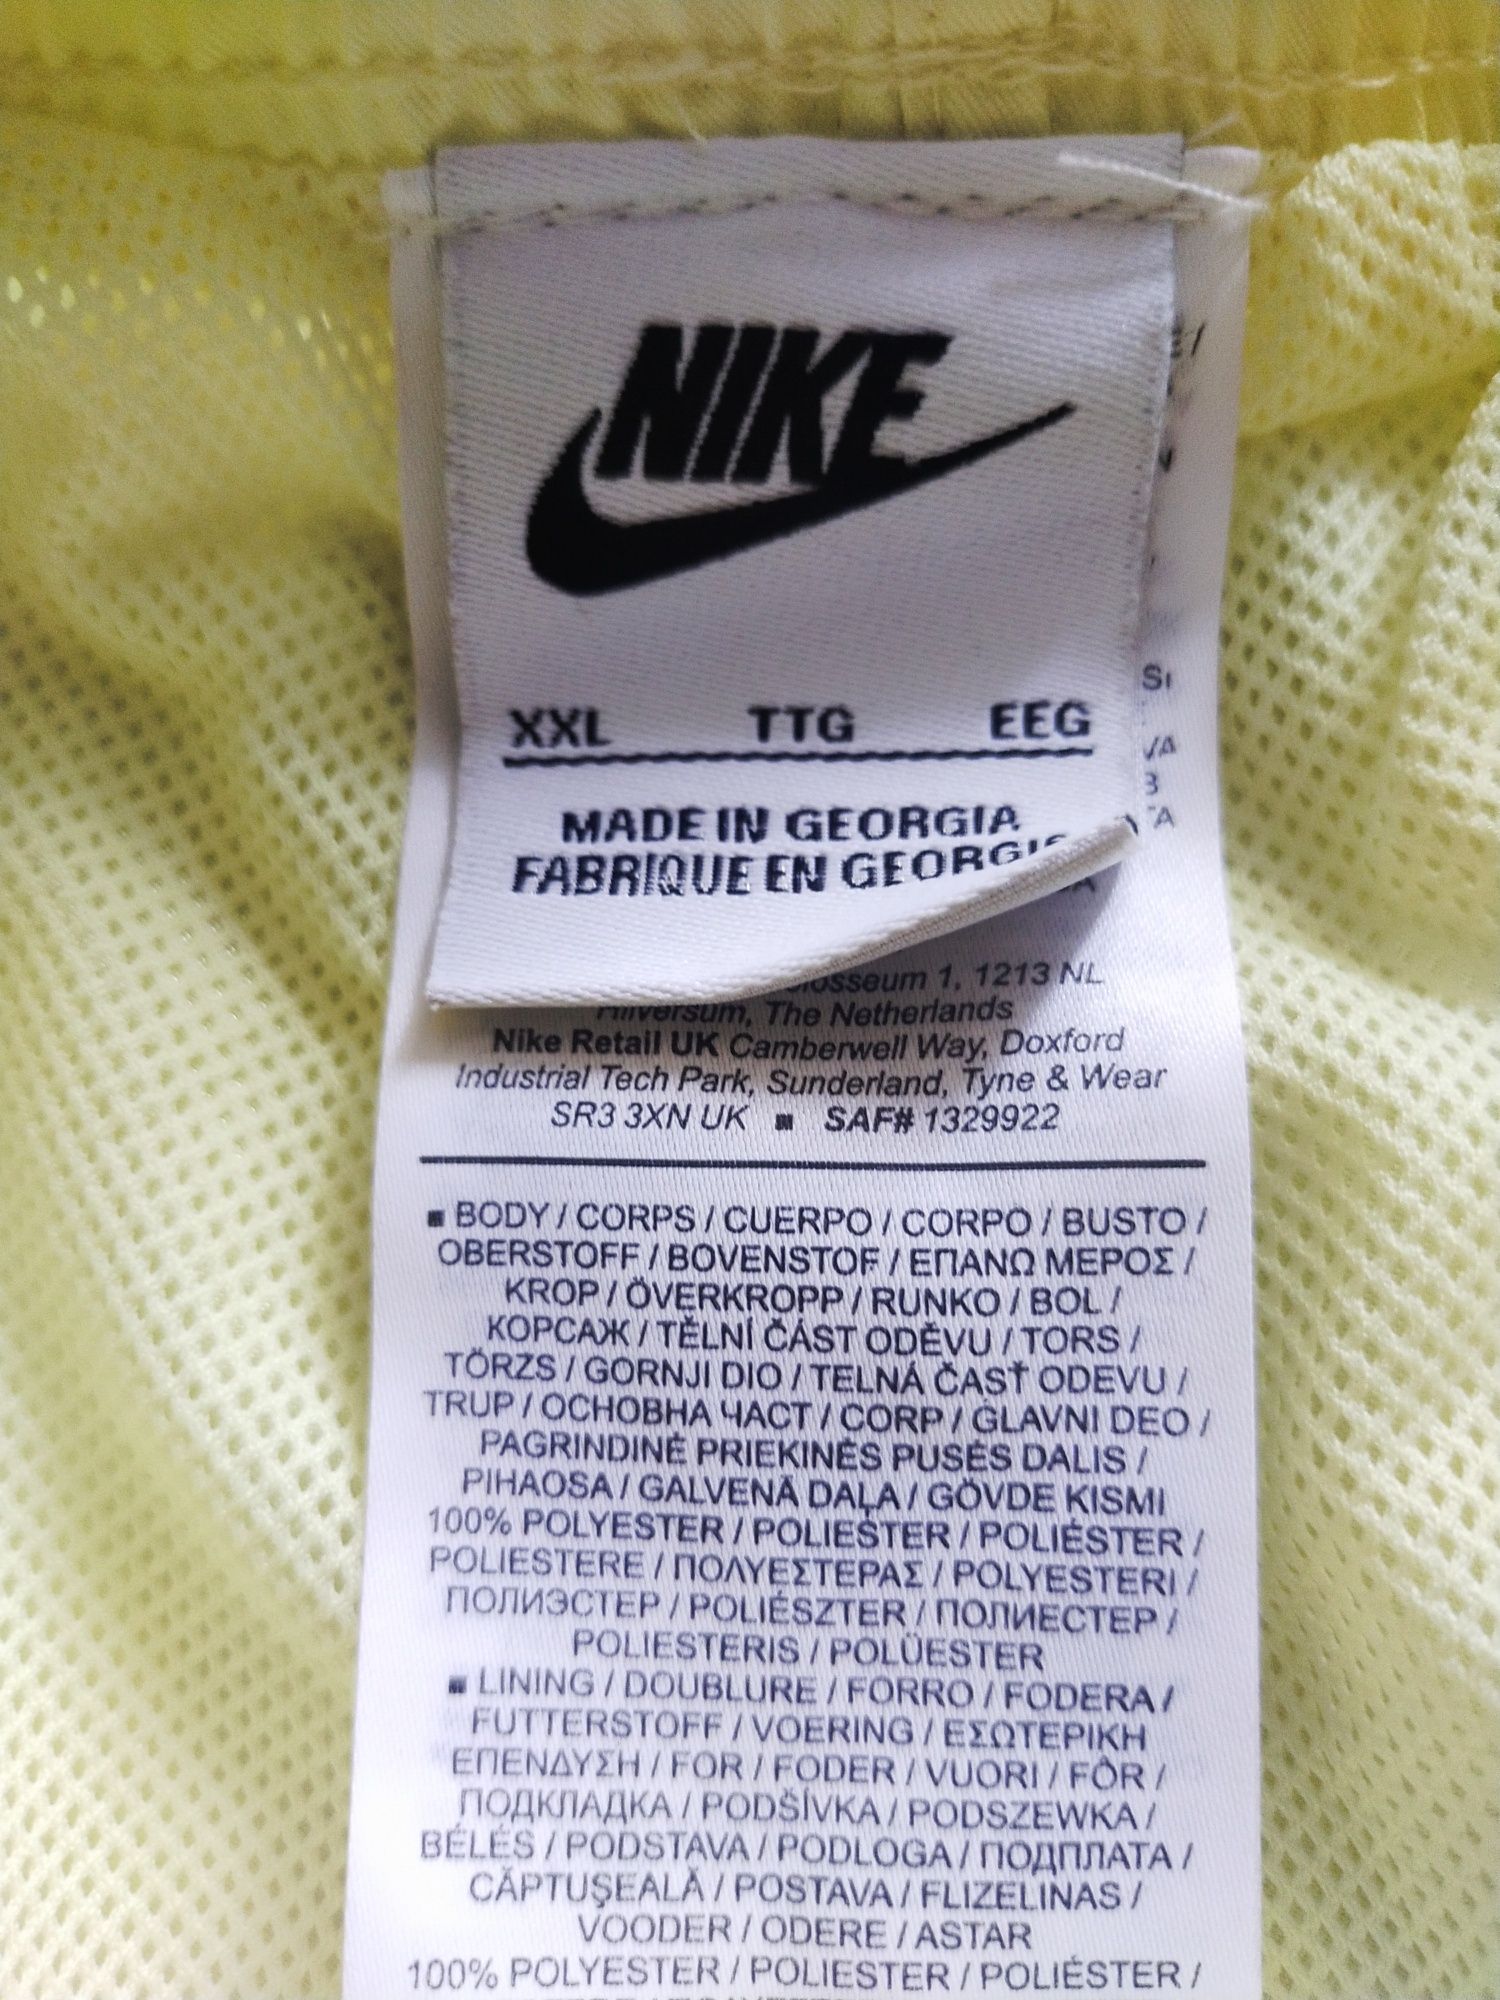 NIKE
XXL TTG EEG
MADE IN GEORGIA
FABRIQUE EN
1, 1213 NL
The Netherlands
Nike Retail UK Camberwell Way, Doxford
Industrial Tech Park, Sunderland, Tyne & Wear
SR3 3XN UK ■ SAF# 1329922
■ BODY / CORPS / CUERPO / CORPO / BUSTO /
OBERSTOFF / BOVENSTOF / ΕΠΑΝΩ ΜΕΡΟΣ /
KROP / ÖVERKROPP / RUNKO / BOL /
КОРСАЖ / TĚLNÍ ČÁST ODĚVU / TORS /
TÖRZS / GORNJI DIO / TELNÁ ČASŤ ODEVU /
TRUP / ОСНОВНА ЧАСТ / CORP / GLAVNI DEO /
PAGRINDINĖ PRIEKINĖS PUSĖS DALIS /
PIHAOSA / GALVENĀ DAĻA / GÖVDE KISMI
100% POLYESTER / POLIESTER / POLIÉSTER /
POLIESTERE / ΠΟΛΥΕΣΤΕΡΑΣ / POLYESTERI /
ПОЛИЭСТЕР / POLIÉSZTER / ПОЛИЕСТЕР /
POLIESTERIS / POLÜESTER
■ LINING / DOUBLURE / FORRO / FODERA /
FUTTERSTOFF / VOERING / ΕΣΩΤΕΡΙΚΗ
ΕΠΕΝΔΥΣΗ / FOR / FODER / VUORI / FÔR /
ПОДКЛАДКА / PODŠÍVKA / PODSZEWKA /
BÉLÉS / PODSTAVA / PODLOGA / ПОДПЛАТА /
CĂPTUŞEALĂ / POSTAVA / FLIZELINAS /
VOODER / ODERE / ASTAR
100% POLYESTER / POLIESTER / POLIÉSTER /